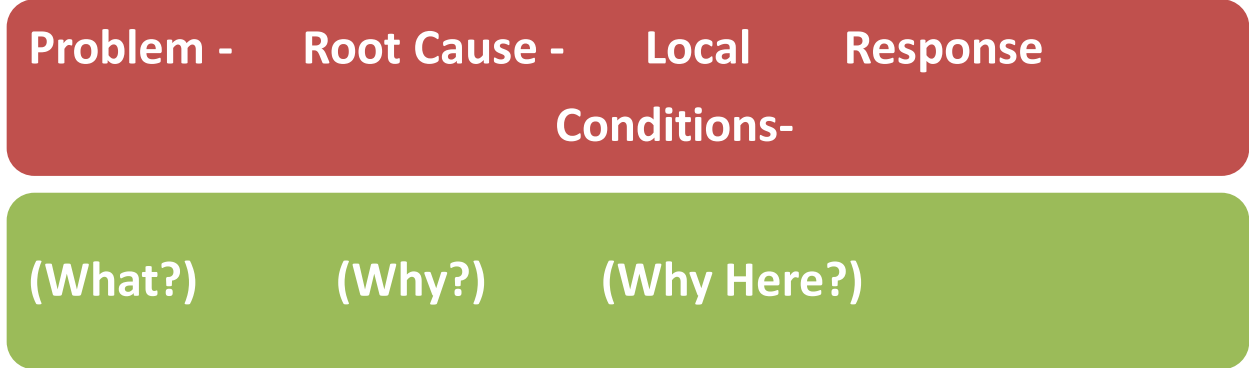 Problem - Root Cause - Local Response
Conditions-
(What?) (Why?) (Why Here?)